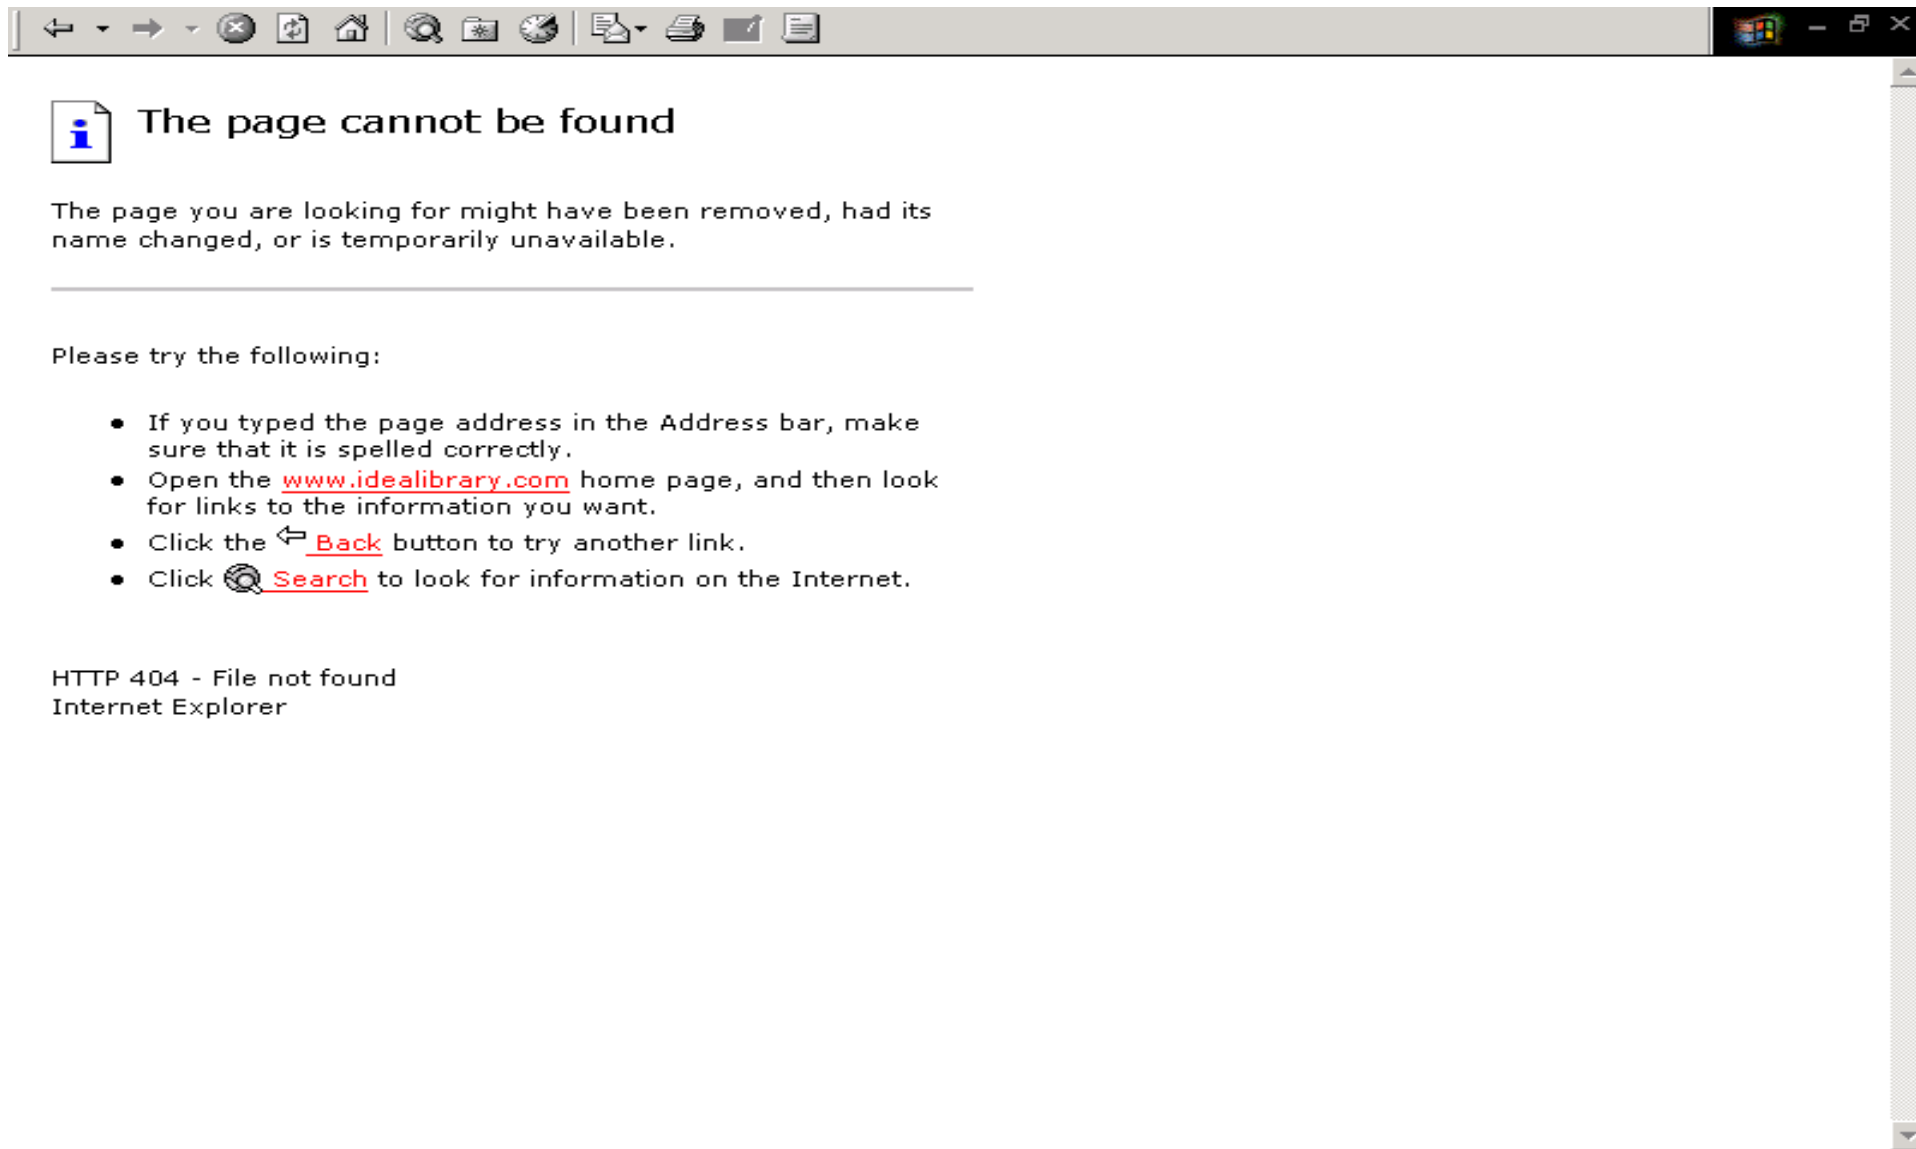 The page cannot be found
The page you are looking for might have been removed, had its
name changed, or is temporarily unavailable.
Please try the following:
If you typed the page address in the Address bar, make
sure that it is spelled correctly.
Open the www.idealibrary.com home page, and then look
for links to the information you want.
Click the Back button to try another link.
Click Search to look for information on the Internet.
HTTP 404 - File not found
Internet Explorer